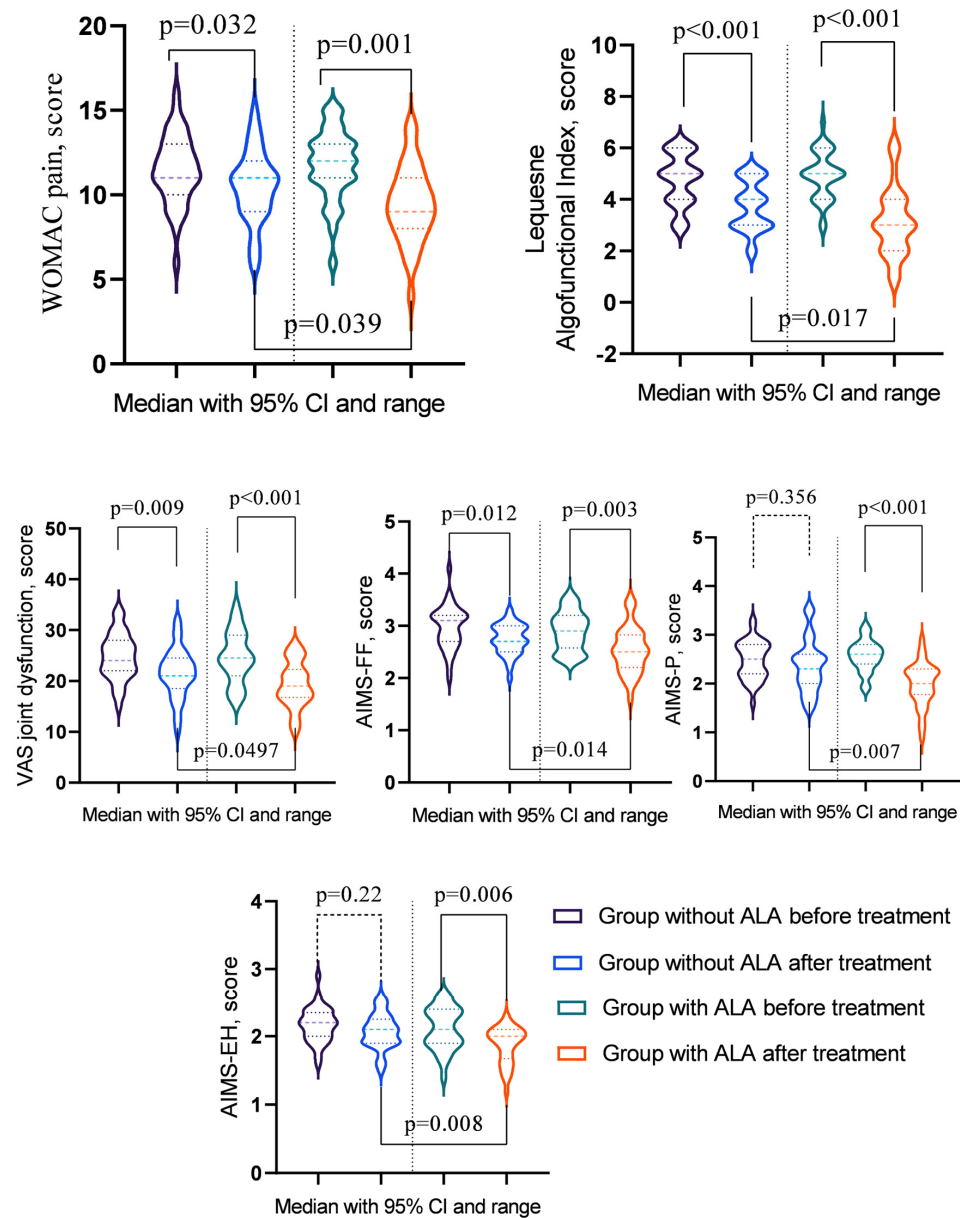 WOMAC pain, score
20
15
10
5
0
p=0.032
p=0.001
p=0.039
Median with 95% CI and range
Lequesne
Algofunctional Index, score
10
8
6
4
2
0
-2
p<0.001
p<0.001
p=0.017
Median with 95% CI and range
VAS joint dysfunction, score
50
40
30
20
10
0
p=0.009
p<0.001
p=0.0497
Median with 95% CI and range
AIMS-FF, score
5
4
3
2
1
0
p=0.012
p=0.003
p=0.014
Median with 95% CI and range
AIMS-P, score
5
4
3
2
1
0
p=0.356
p<0.001
p=0.007
Median with 95% CI and range
AIMS-EH, score
4
3
2
1
0
p=0.22
p=0.006
p=0.008
Median with 95% CI and range
Group without ALA before treatment
Group without ALA after treatment
Group with ALA before treatment
Group with ALA after treatment